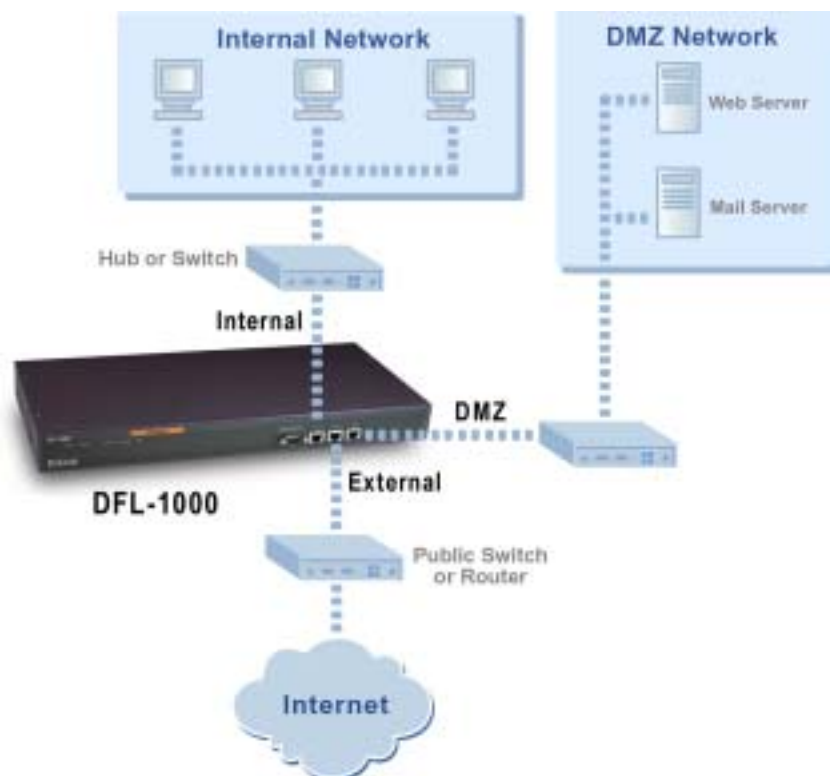 Internal Network
DMZ Network
Web Server
Mail Server
Hub or Switch
Internal
DMZ
External
DFL-1000
Public Switch
or Router
Internet